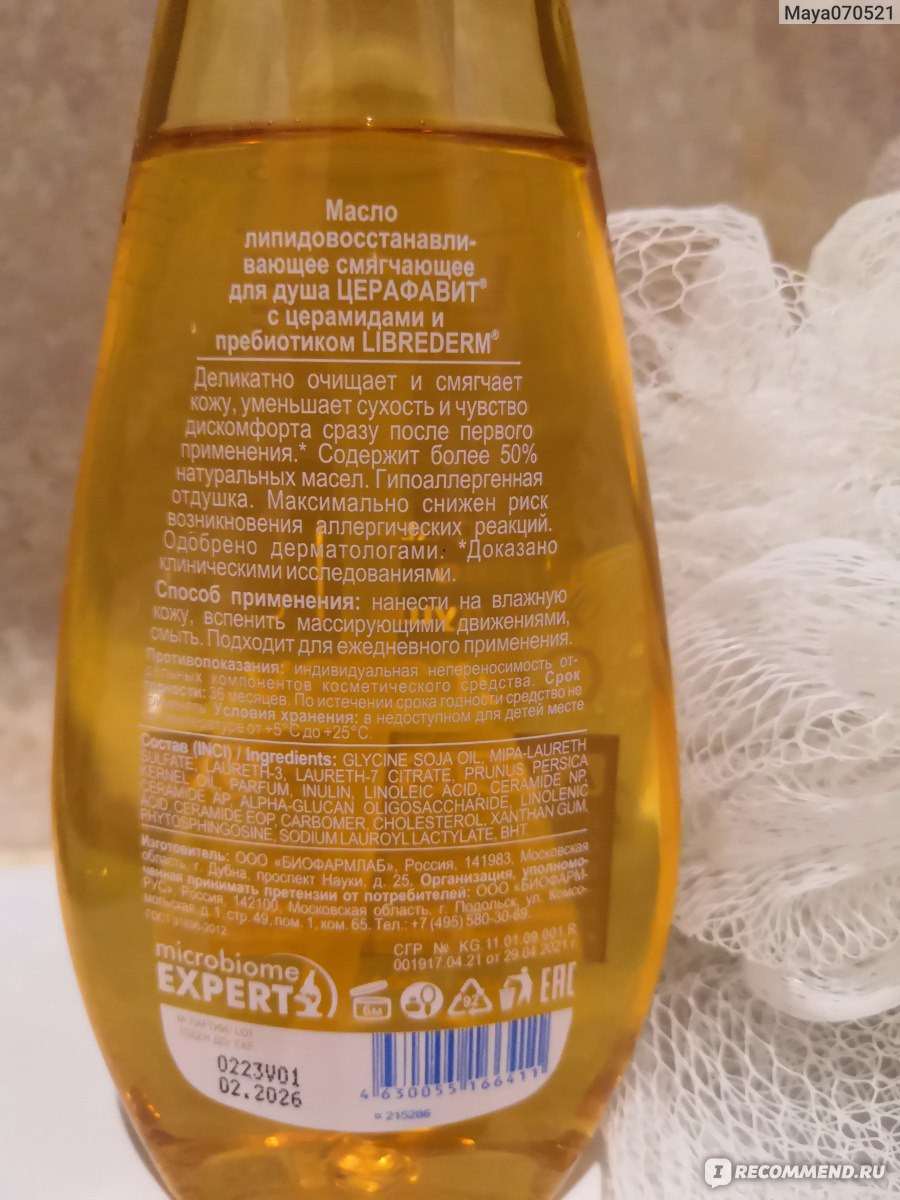 Maya070521
Масло
липидовосстанавли-
вающее смягчающее
для душа ЦЕРАФАВИТ®
с церамидами и
пребиотиком LIBREDERM®
Деликатно очищает и смягчает
кожу, уменьшает сухость и чувство
дискомфорта сразу после первого
применения.* Содержит более 50%
натуральных масел. Гипоаллергенная
отдушка. Максимально снижен риск
возникновения аллергических реакций.
Одобрено дерматологами. *Доказано
клиническими исследованиями.
Способ применения: нанести на влажную
кожу, вспенить массирующими движениями,
смыть. Подходит для ежедневного применения.
Противопоказания: индивидуальная непереносимость от-
дельных компонентов косметического средства. Срок
годности: 36 месяцев. По истечении срока годности средство не
Условия хранения: в недоступном для детей месте
температуре от +5°С до +25°С.
Состав (INCI) / Ingredients: GLYCINE SOJA OIL, MIPA-LAURETH
SULFATE, LAURETH-3, LAURETH-7 CITRATE, PRUNUS PERSICA
KERNEL OIL, PARFUM, INULIN, LINOLEIC ACID, CERAMIDE NP,
CERAMIDE AP, ALPHA-GLUCAN OLIGOSACCHARIDE, LINOLENIC
ACID, CERAMIDE EOP, CARBOMER, CHOLESTEROL, XANTHAN GUM,
PHYTOSPHINGOSINE, SODIUM LAUROYL LACTYLATE, BHT.
Изготовитель: ООО «БИОФАРМЛАБ», Россия, 141983, Московская
область, г. Дубна, проспект Науки, д. 25. Организация, уполномо-
ченная принимать претензии от потребителей: ООО «БИОФАРМ-
РУС», Россия, 142100, Московская область, г. Подольск, ул. Комсо-
мольская, д.1, стр. 49, пом. 1, ком. 65. Тел.: +7 (495) 580-30-69.
ГОСТ 31696-2012
СГР № KG.11.01.09.001.R.
001917.04.21 от 29.04.2021 г.
microbiome
EXPERT
6м
92
EAC
0223V01
02.2026
4630055166411
215286
IRECOMMEND.RU